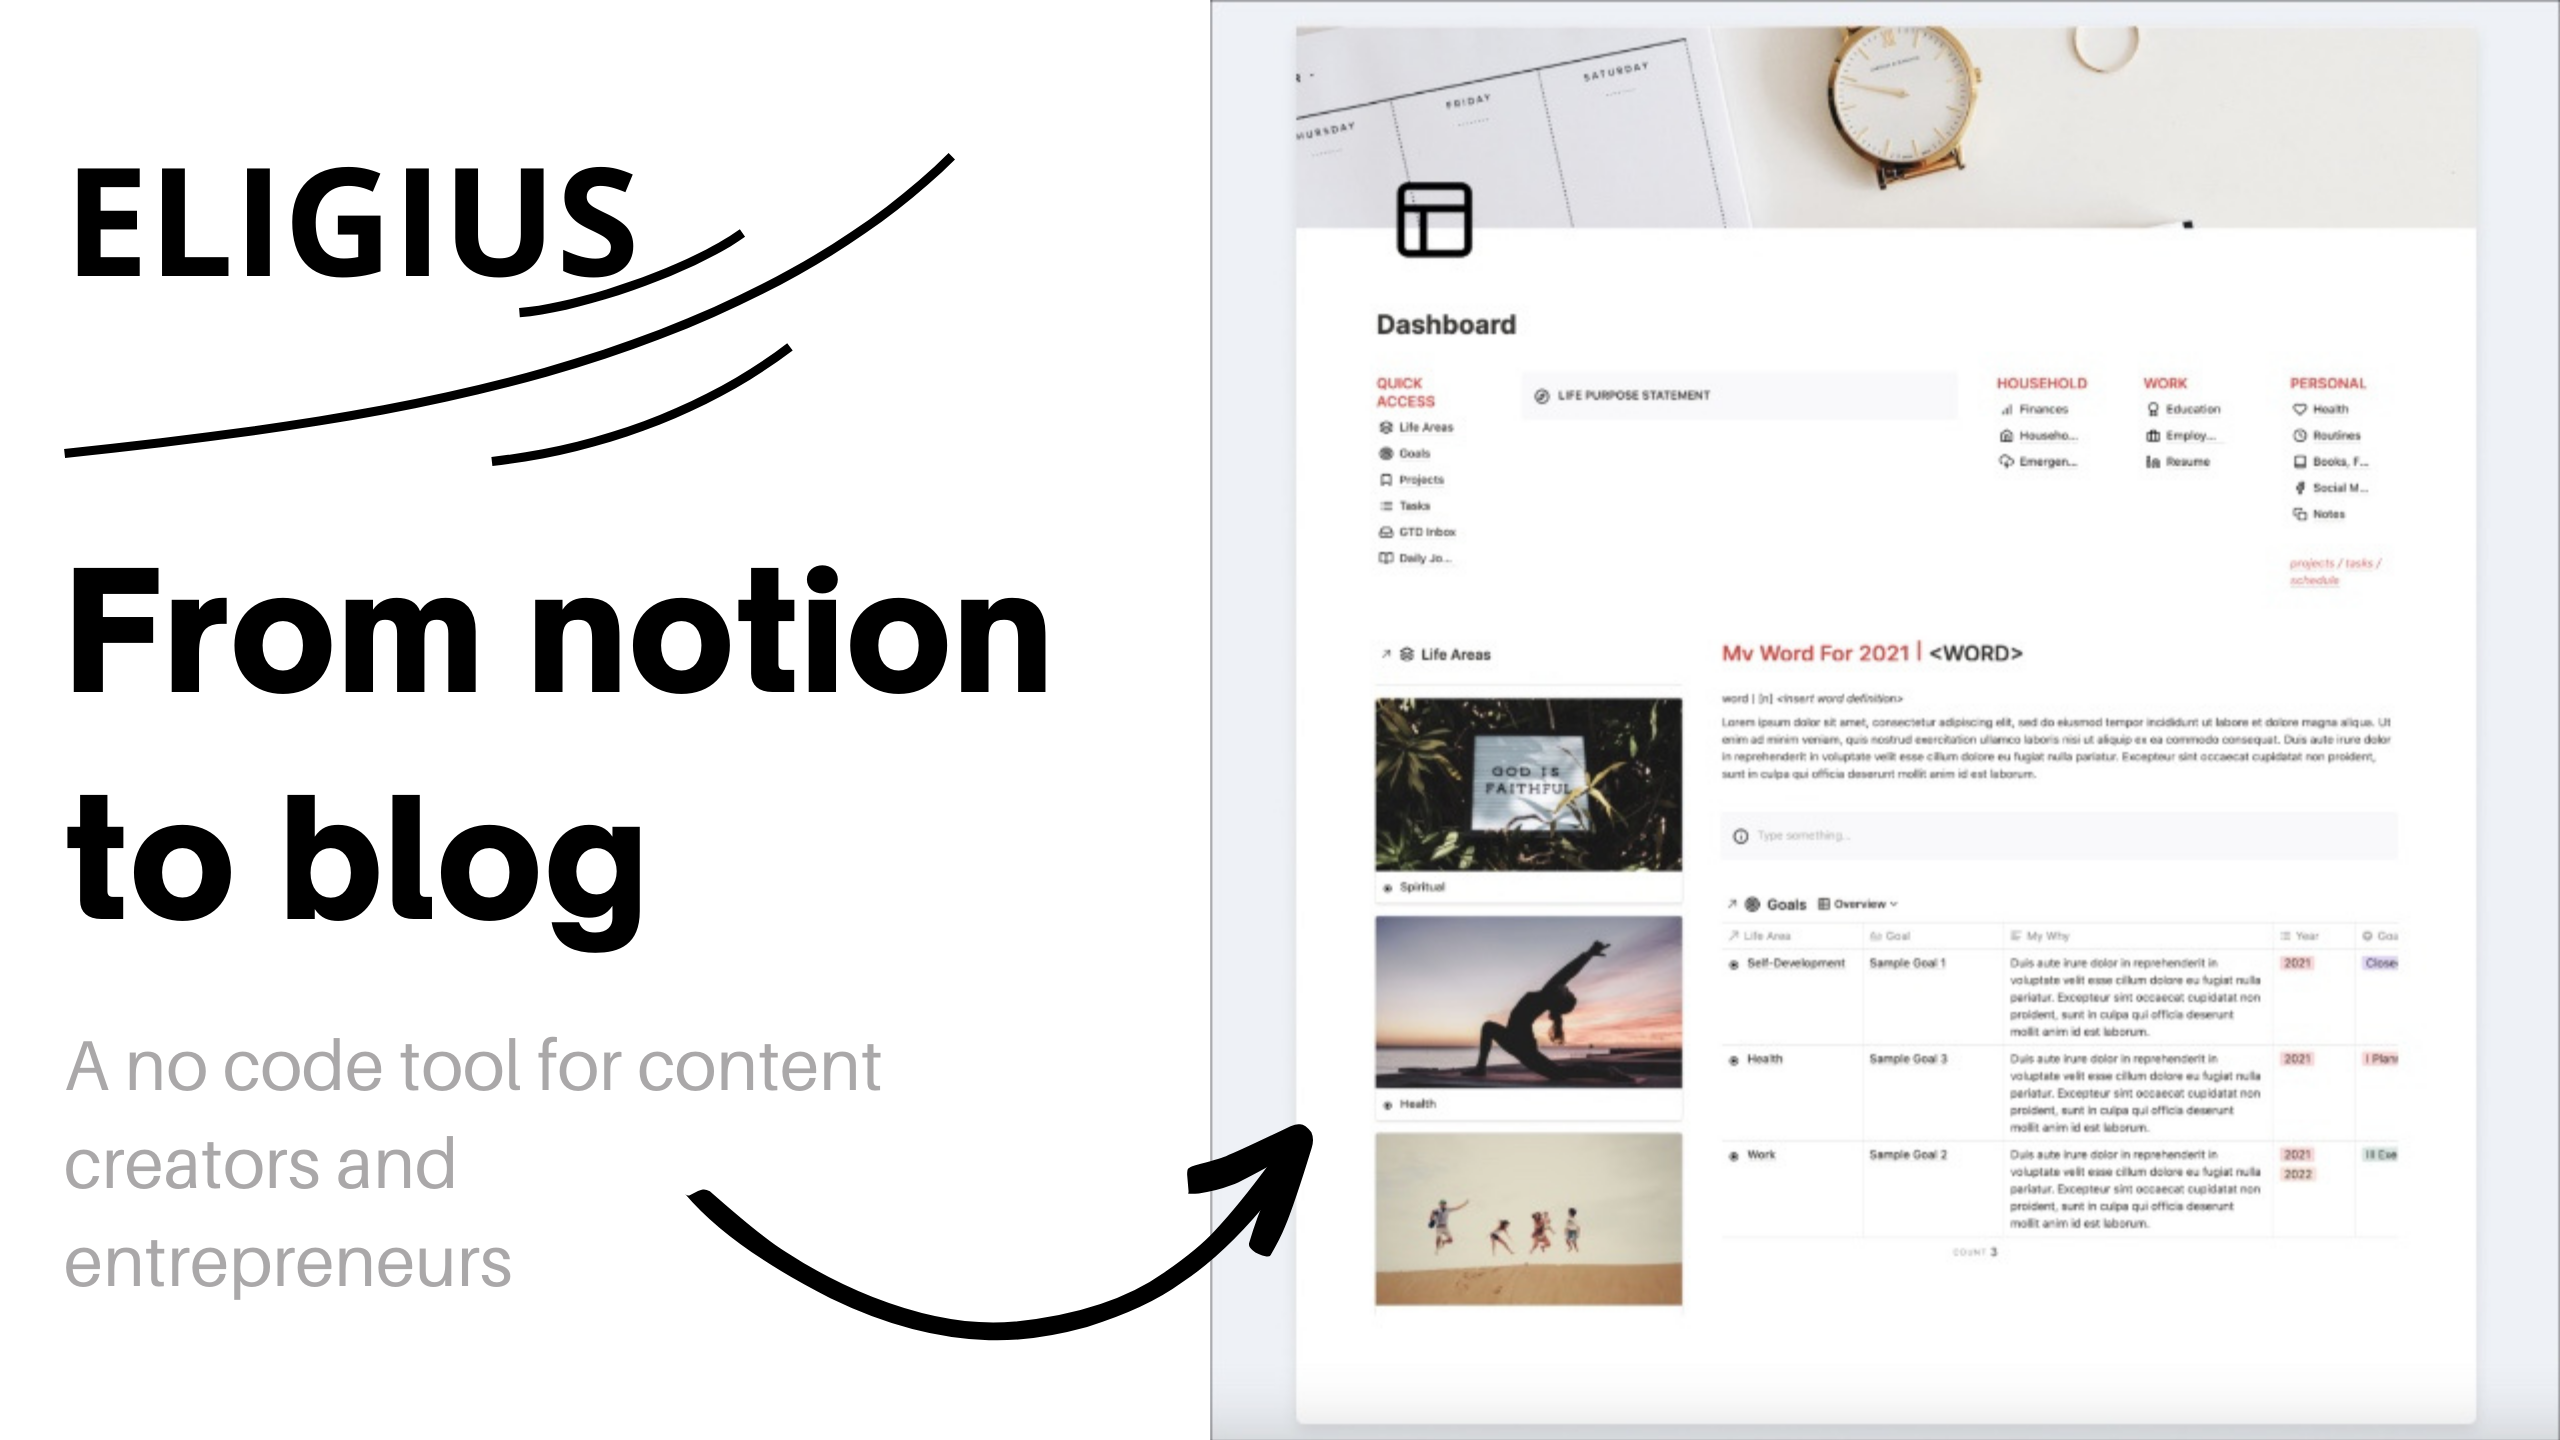 ELIGIUS
From notion
to blog
A no code tool for content
creators and
entrepreneurs
THURSDAY
FRIDAY
SATURDAY
Dashboard
QUICK
ACCESS
Life Areas
Goals
Projects
Tasks
GTD Inbox
Daily Jo...
LIFE PURPOSE STATEMENT
HOUSEHOLD
Finances
Househo...
Emergen...
WORK
Education
Employ...
Resume
PERSONAL
Health
Routines
Books, F...
Social M...
Notes
projects / tasks /
schedule
Life Areas
GOD IS
FAITHFUL
Spiritual
Health
My Word For 2021 | <WORD>
word | [n] <insert word definition>
Lorem ipsum dolor sit amet, consectetur adipiscing elit, sed do eiusmod tempor incididunt ut labore et dolore magna aliqua. Ut
enim ad minim veniam, quis nostrud exercitation ullamco laboris nisi ut aliquip ex ea commodo consequat. Duis aute irure dolor
in reprehenderit in voluptate velit esse cillum dolore eu fugiat nulla pariatur. Excepteur sint occaecat cupidatat non proident,
sunt in culpa qui officia deserunt mollit anim id est laborum.
Type something...
Goals Overview
Life Area Goal My Why Year Goa
Self-Development Sample Goal 1 Duis aute irure dolor in reprehenderit in 2021 Close
voluptate velit esse cillum dolore eu fugiat nulla
pariatur. Excepteur sint occaecat cupidatat non
proident, sunt in culpa qui officia deserunt
mollit anim id est laborum.
Health Sample Goal 3 Duis aute irure dolor in reprehenderit in 2021 I Plan
voluptate velit esse cillum dolore eu fugiat nulla
pariatur. Excepteur sint occaecat cupidatat non
proident, sunt in culpa qui officia deserunt
mollit anim id est laborum.
Work Sample Goal 2 Duis aute irure dolor in reprehenderit in 2021 III Exe
voluptate velit esse cillum dolore eu fugiat nulla 2022
pariatur. Excepteur sint occaecat cupidatat non
proident, sunt in culpa qui officia deserunt
mollit anim id est laborum.
COUNT 3